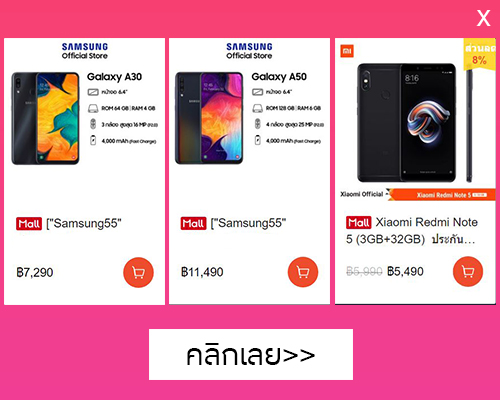 X
SAMSUNG
Official Store
Galaxy A30
หน้าจอ 6.4"
ROM 64 GB RAM 4 GB
3 กล้อง สูงสุด 16 MP
4,000 mAh (Fast Charge)
Mall ["Samsung55"
฿7,290
SAMSUNG
Official Store
Galaxy A50
หน้าจอ 6.4"
ROM 128 GB RAM 6 GB
4 กล้อง สูงสุด 25 MP
4,000 mAh (Fast Charge)
Mall ["Samsung55"
฿11,490
ส่วนลด
8%
8:16
Xiaomi Official
Xiaomi Redmi Note 5
Mall Xiaomi Redmi Note
5 (3GB+32GB) ประกัน...
฿5,990 ฿5,490
คลิกเลย>>